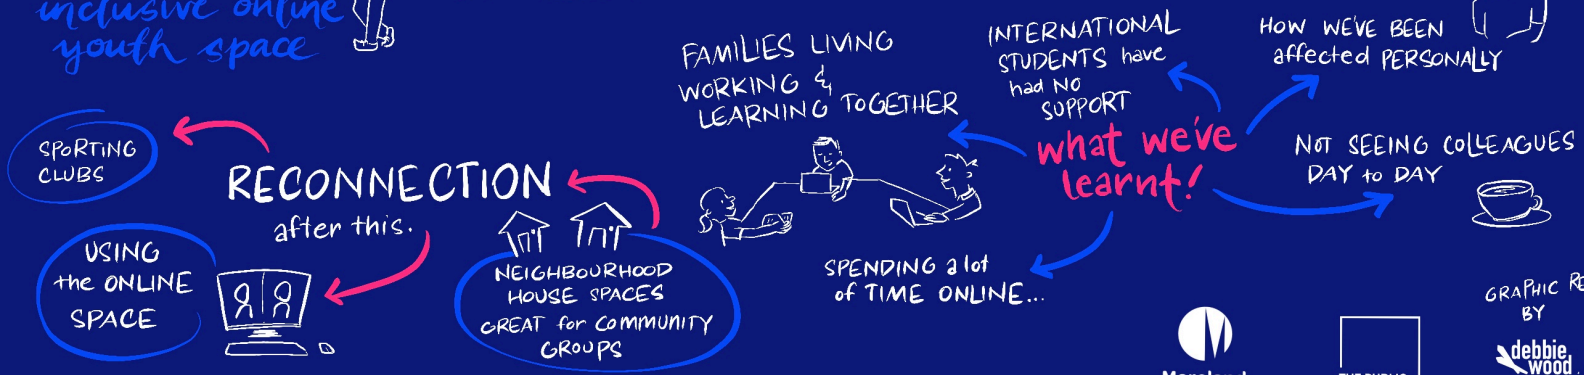 inclusive online
youth space
SPORTING
CLUBS
RECONNECTION
after this.
USING
the ONLINE
SPACE
NEIGHBOURHOOD
HOUSE SPACES
GREAT for COMMUNITY
GROUPS
FAMILIES LIVING
WORKING &
LEARNING TOGETHER
INTERNATIONAL
STUDENTS have
had NO
SUPPORT
what we've
learnt!
HOW WE'VE BEEN
affected PERSONALLY
NOT SEEING COLLEAGUES
DAY to DAY
SPENDING a lot
of TIME ONLINE...
GRAPHIC
BY
debbie
wood